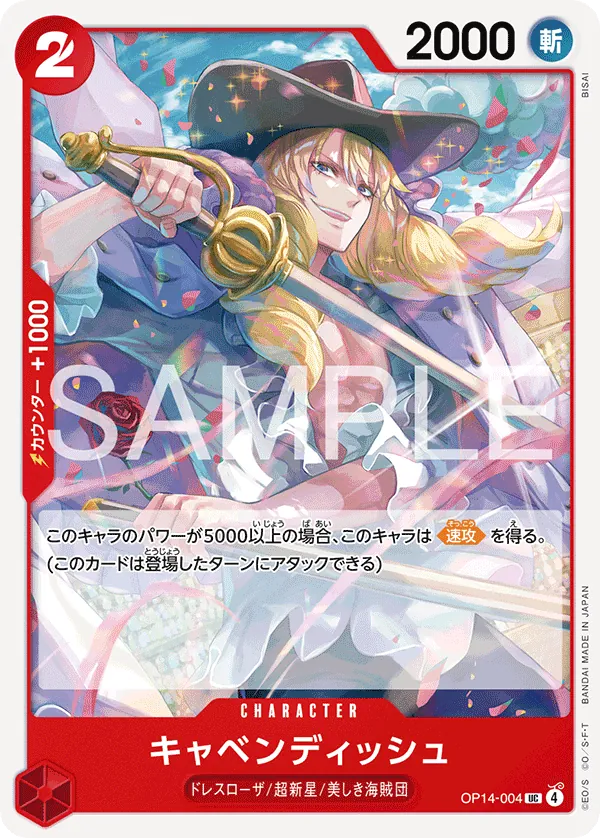 2
2000
斬
BISAI
カウンター +1000
SAMPLE
このキャラのパワーが5000以上の場合、このキャラは 速攻 を得る。
(このカードは登場したターンにアタックできる)
CHARACTER
キャベンディッシュ
ドレスローザ/超新星/美しき海賊団
OP14-004 UC 4
©E.O/S ©O/S・F・T BANDAI MADE IN JAPAN